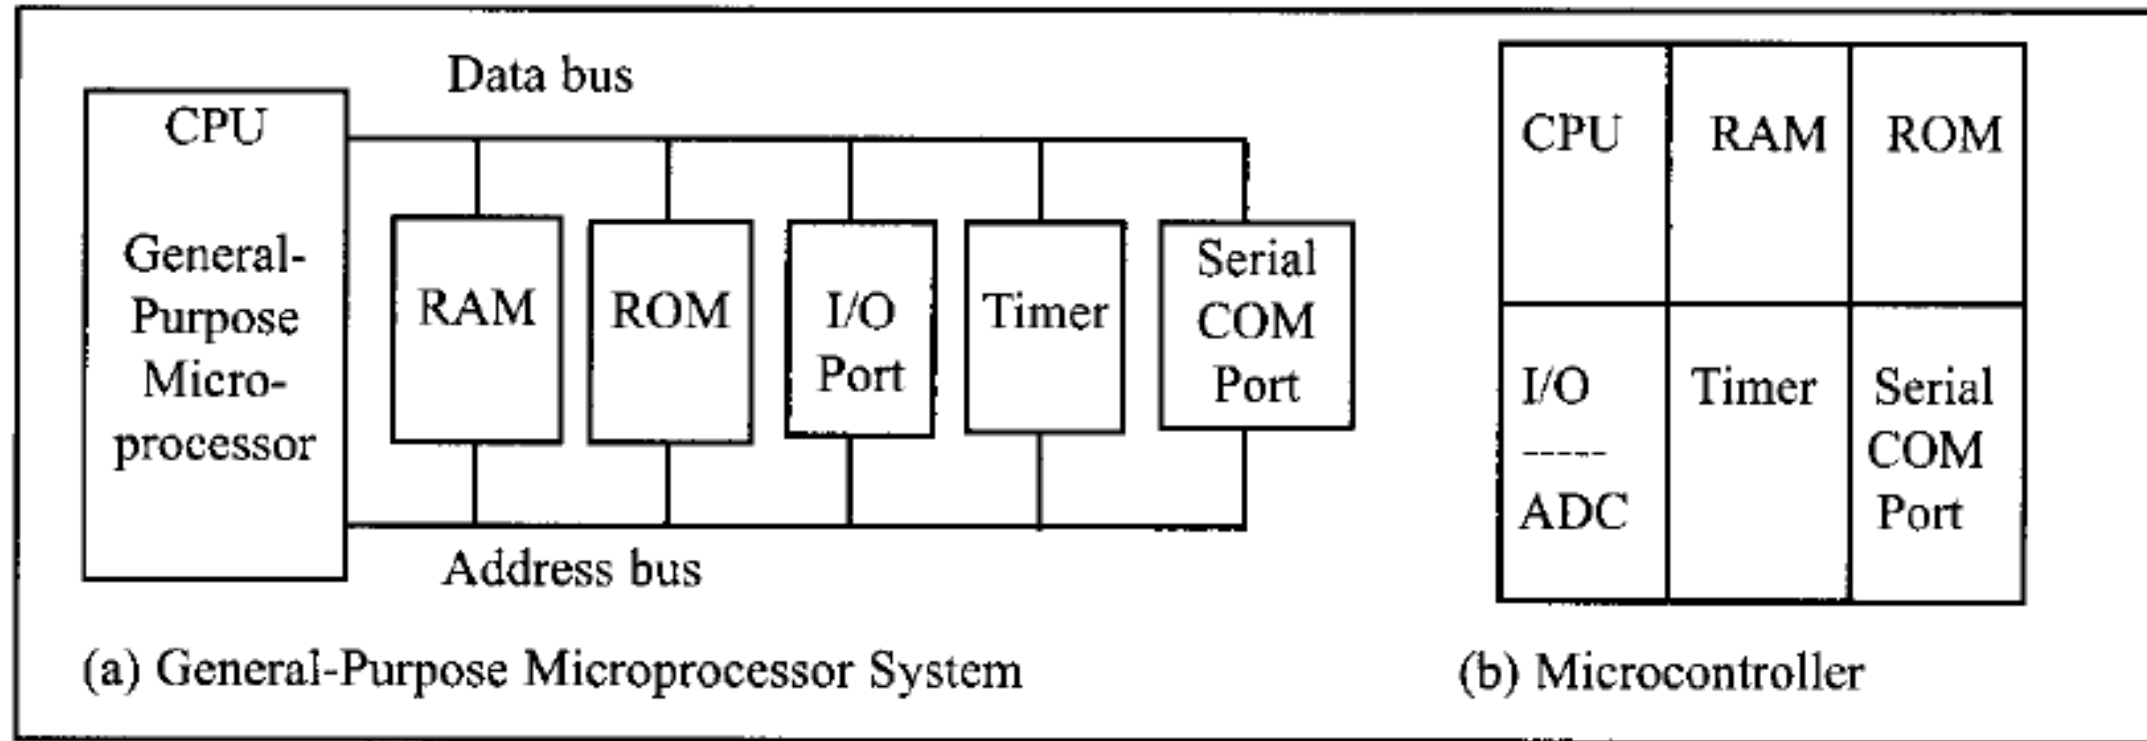 Data bus
CPU
General-
Purpose
Micro-
processor
RAM
ROM
I/O
Port
Timer
Serial
COM
Port
Address bus
(a) General-Purpose Microprocessor System
CPU
RAM
ROM
I/O
-----
ADC
Timer
Serial
COM
Port
(b) Microcontroller